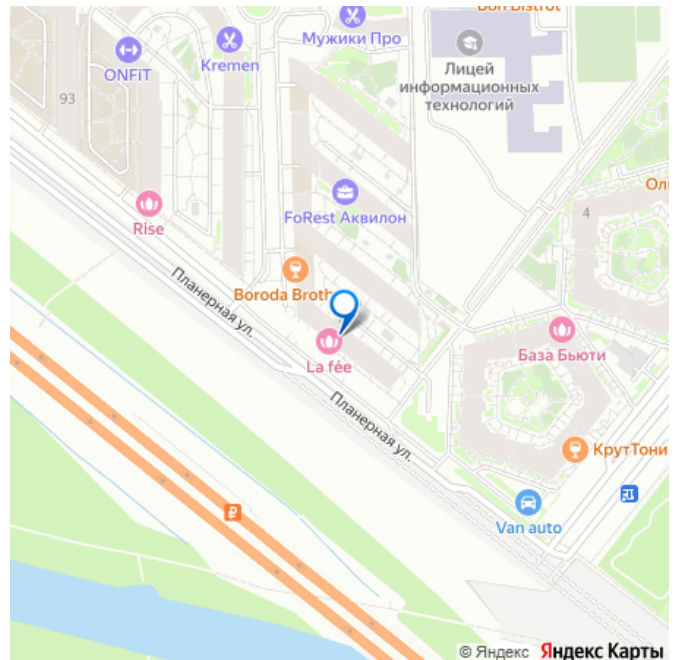 Bon Bistrot
Мужики Про
ONFIT
Kremen
Лицей
информационных
технологий
93
4
Rise
FoRest Аквилон
Планерная ул.
Boroda Broth
База Бьюти
La fée
Планерная ул.
КрутТони
Van auto
© Яндекс Яндекс Карты